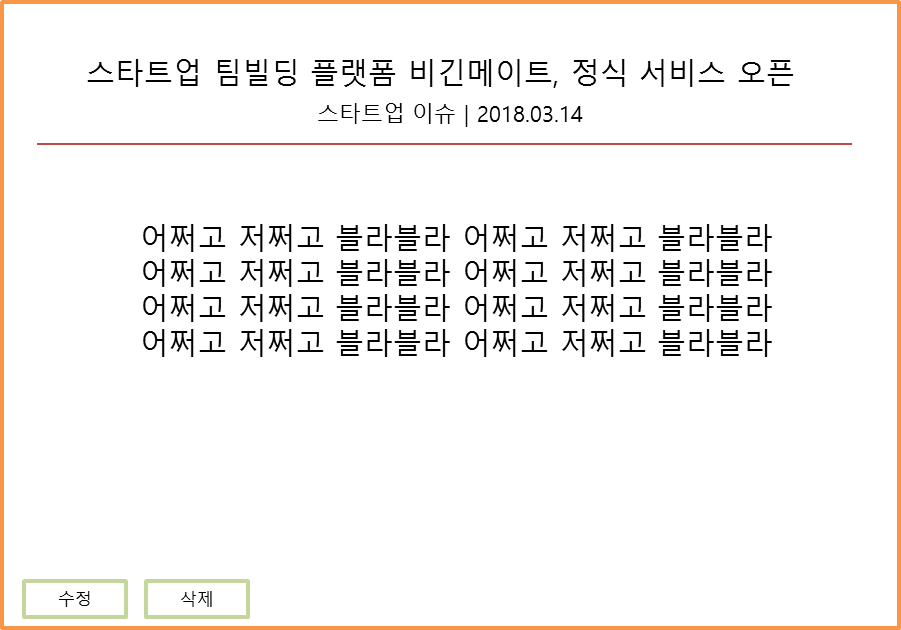 스타트업 팀빌딩 플랫폼 비긴메이트, 정식 서비스 오픈
스타트업 이슈 | 2018.03.14
어쩌고 저쩌고 블라블라 어쩌고 저쩌고 블라블라
어쩌고 저쩌고 블라블라 어쩌고 저쩌고 블라블라
어쩌고 저쩌고 블라블라 어쩌고 저쩌고 블라블라
어쩌고 저쩌고 블라블라 어쩌고 저쩌고 블라블라
수정 삭제